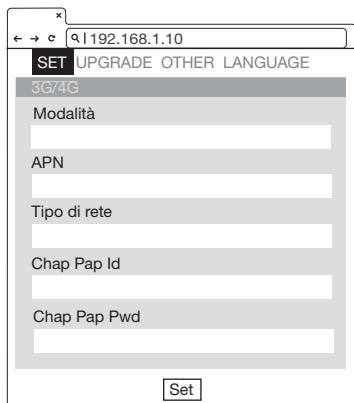 192.168.1.10
SET UPGRADE OTHER LANGUAGE
3G/4G
Modalità
APN
Tipo di rete
Chap Pap Id
Chap Pap Pwd
Set